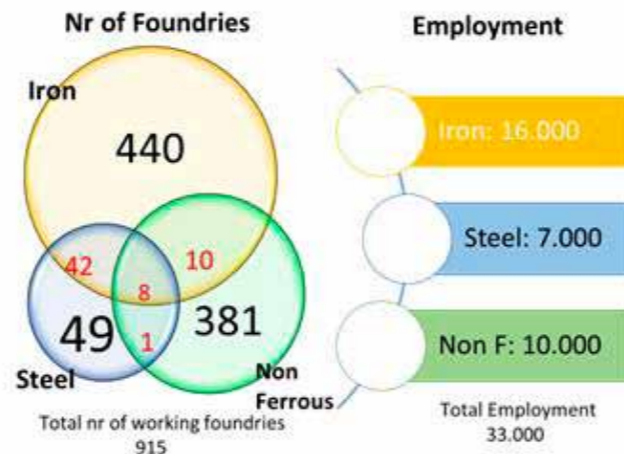 Nr of Foundries
Iron
440
42
10
8
49
381
1
Steel
Non
Ferrous
Total nr of working foundries
915
Employment
Iron: 16.000
Steel: 7.000
Non F: 10.000
Total Employment
33.000